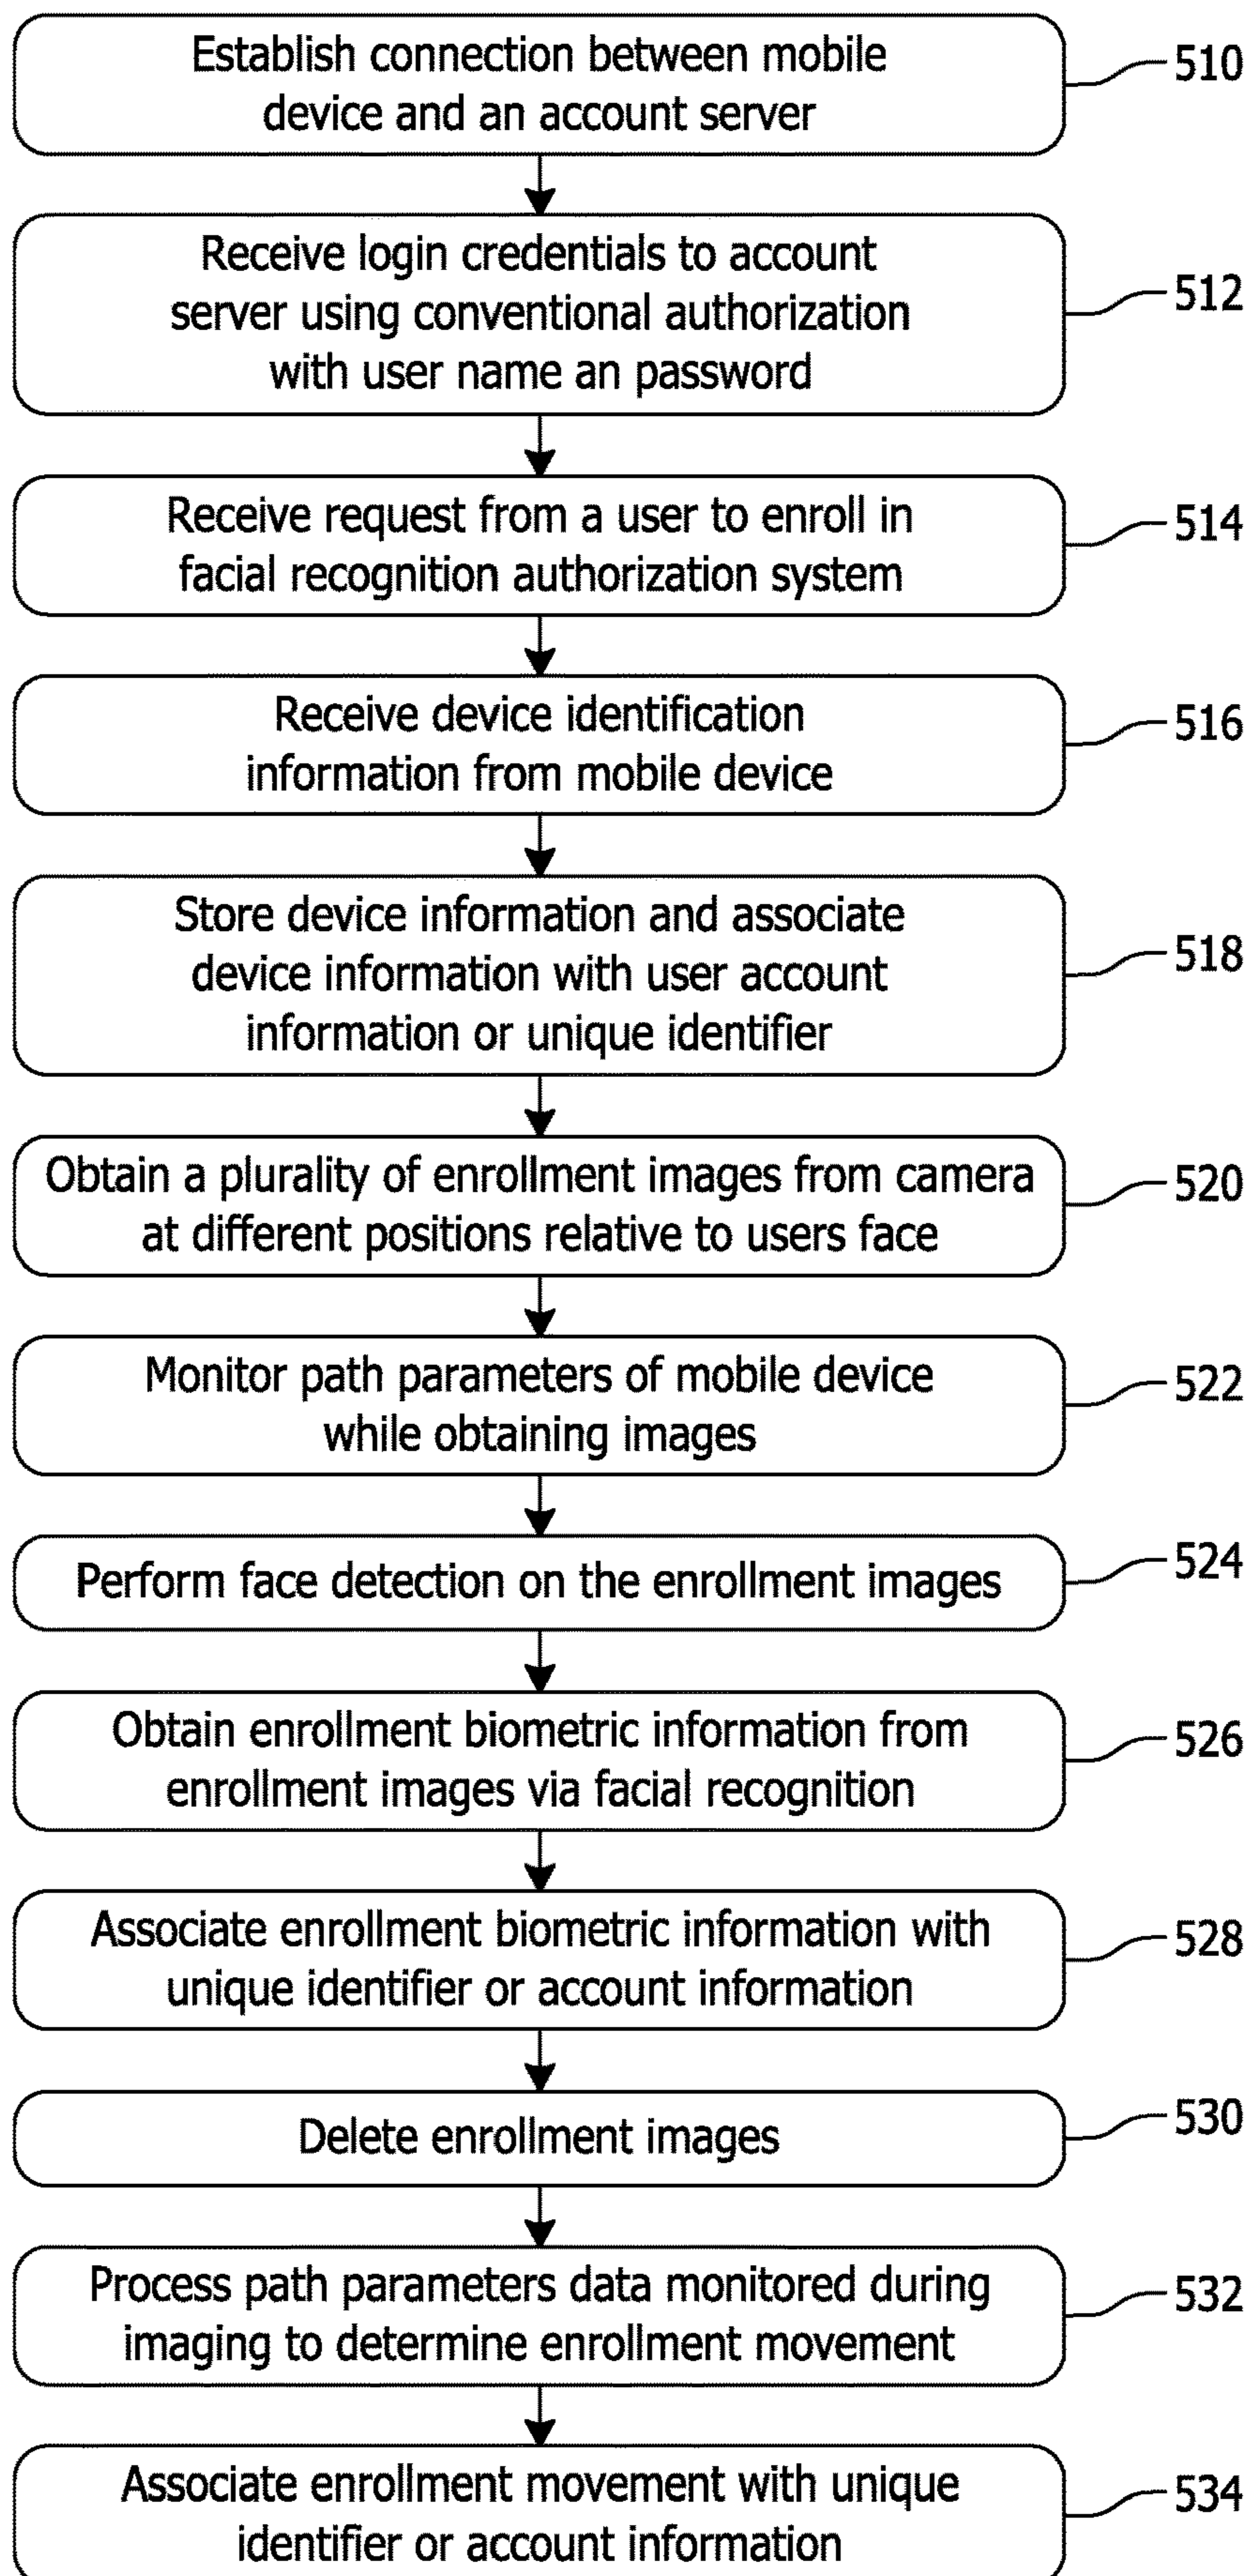 Establish connection between mobile
device and an account server
510
Receive login credentials to account
server using conventional authorization
with user name an password
512
Receive request from a user to enroll in
facial recognition authorization system
514
Receive device identification
information from mobile device
516
Store device information and associate
device information with user account
information or unique identifier
518
Obtain a plurality of enrollment images from camera
at different positions relative to users face
520
Monitor path parameters of mobile device
while obtaining images
522
Perform face detection on the enrollment images
524
Obtain enrollment biometric information from
enrollment images via facial recognition
526
Associate enrollment biometric information with
unique identifier or account information
528
Delete enrollment images
530
Process path parameters data monitored during
imaging to determine enrollment movement
532
Associate enrollment movement with unique
identifier or account information
534